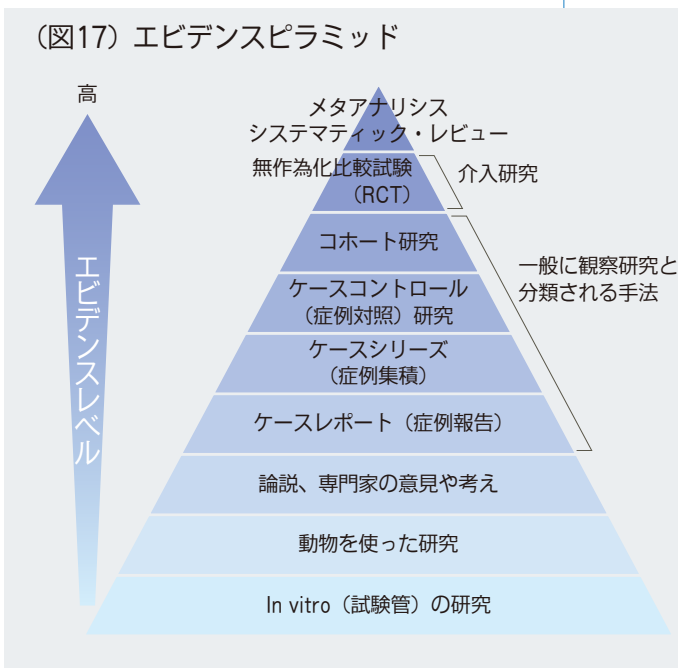 （図17）エビデンスピラミッド
高
エビデンスレベル
メタアナリシス
システマティック・レビュー
無作為化比較試験
（RCT）
介入研究
コホート研究
ケースコントロール
（症例対照）研究
一般に観察研究と
分類される手法
ケースシリーズ
（症例集積）
ケースレポート（症例報告）
論説、専門家の意見や考え
動物を使った研究
In vitro（試験管）の研究